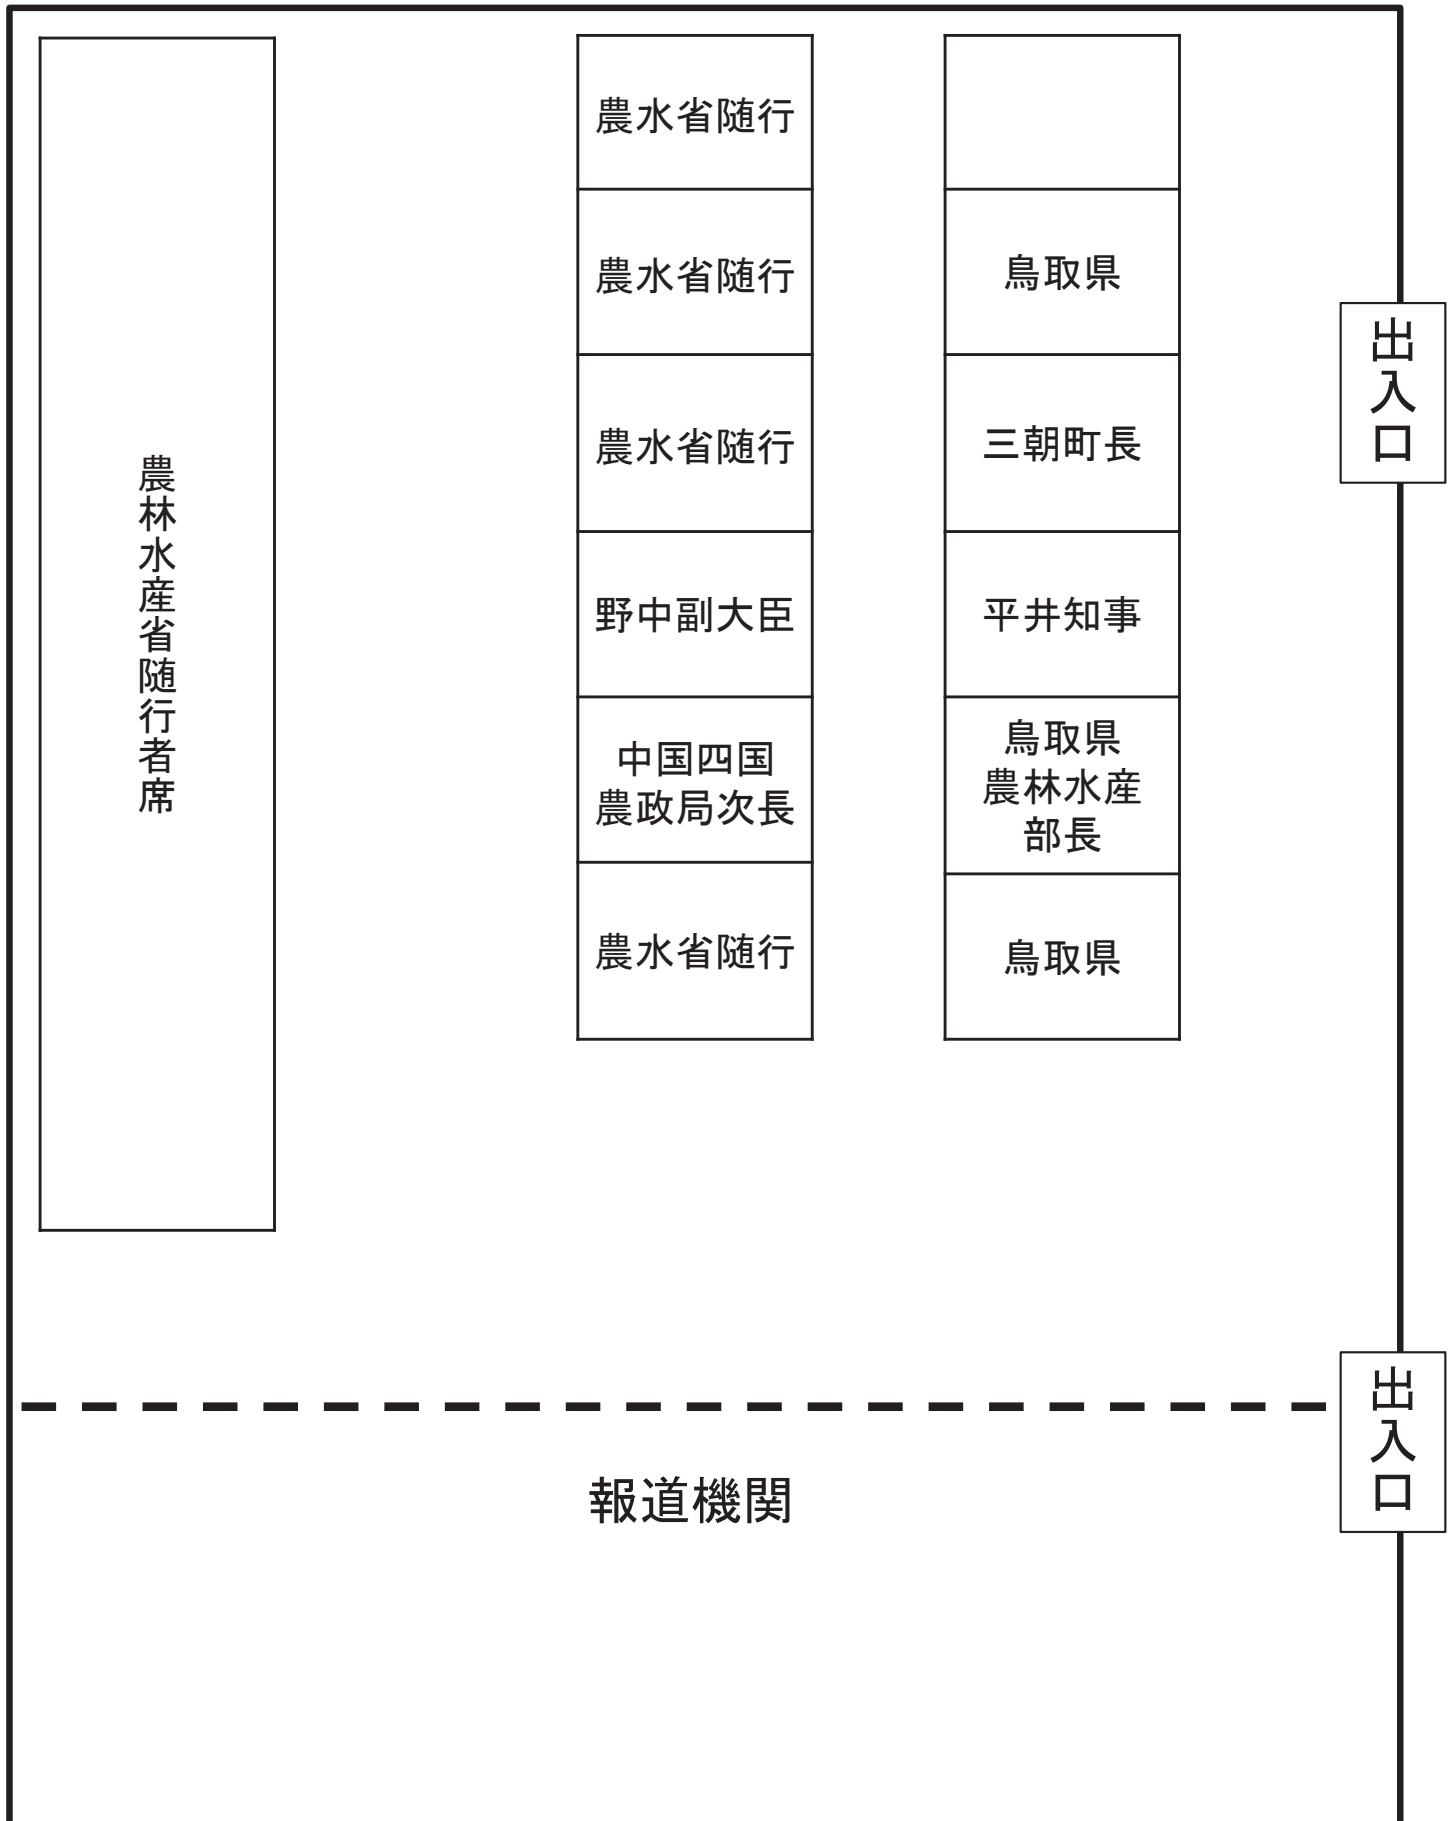 農林水産省随行者席
農水省随行
農水省随行
農水省随行
野中副大臣
中国四国
農政局次長
農水省随行
鳥取県
三朝町長
平井知事
鳥取県
農林水産
部長
鳥取県
出入口
出入口
報道機関